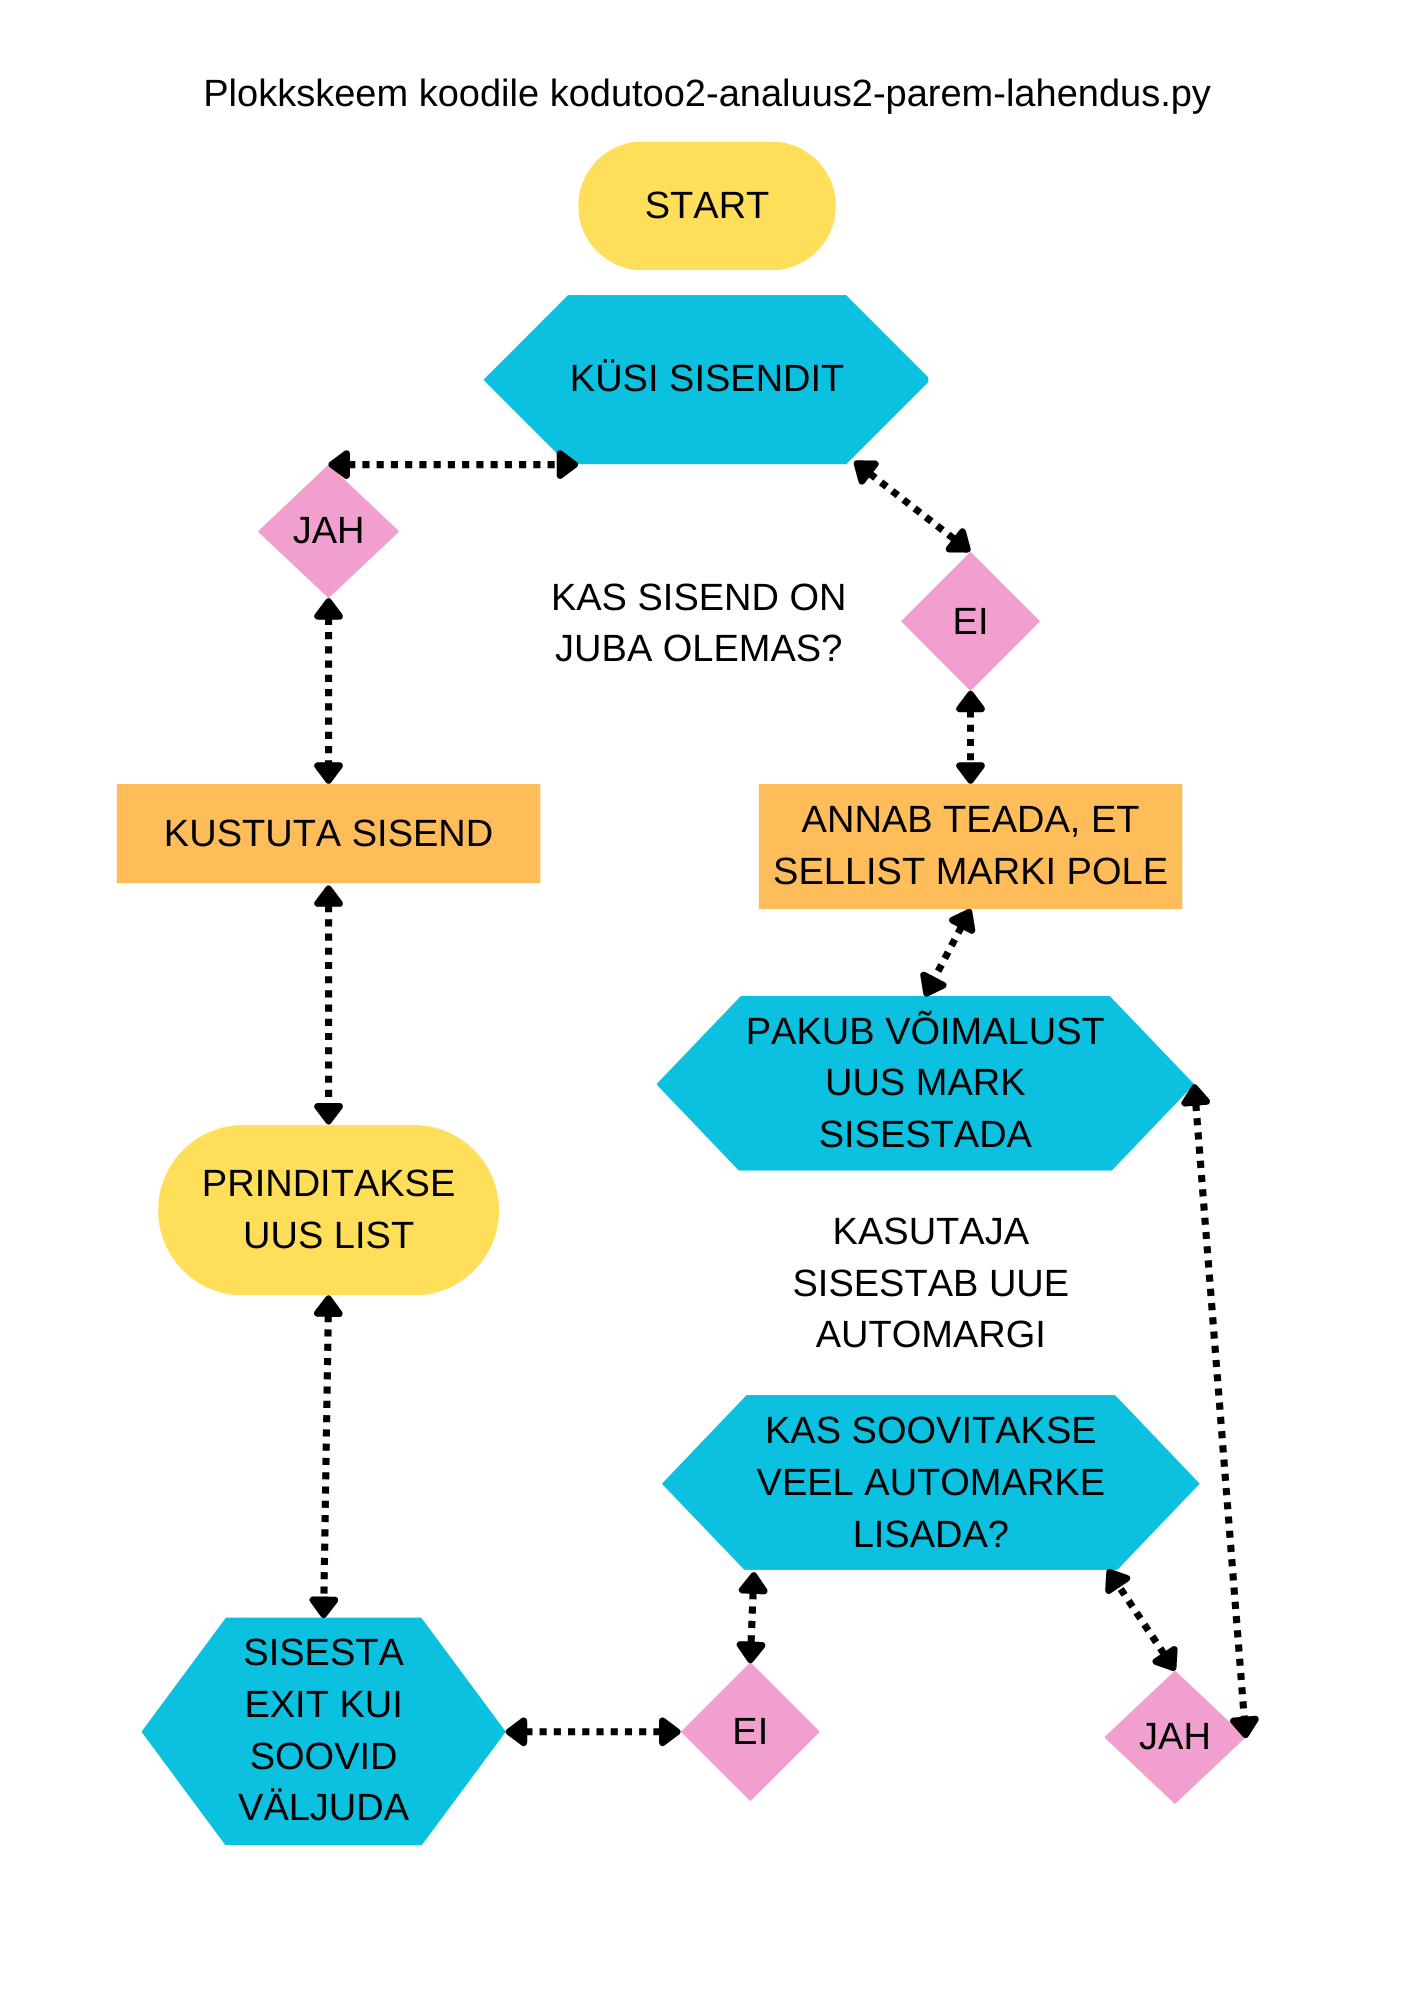 Plokkskeem koodile kodutoo2-analuus2-parem-lahendus.py
START
KÜSI SISENDIT
JAH
KAS SISEND ON
JUBA OLEMAS?
EI
KUSTUTA SISEND
ANNAB TEADA, ET
SELLIST MARKI POLE
PAKUB VÕIMALUST
UUS MARK
SISESTADA
PRINDITAKSE
UUS LIST
KASUTAJA
SISESTAB UUE
AUTOMARGI
KAS SOOVITAKSE
VEEL AUTOMARKE
LISADA?
SISESTA
EXIT KUI
SOOVID
VÄLJUDA
EI
JAH